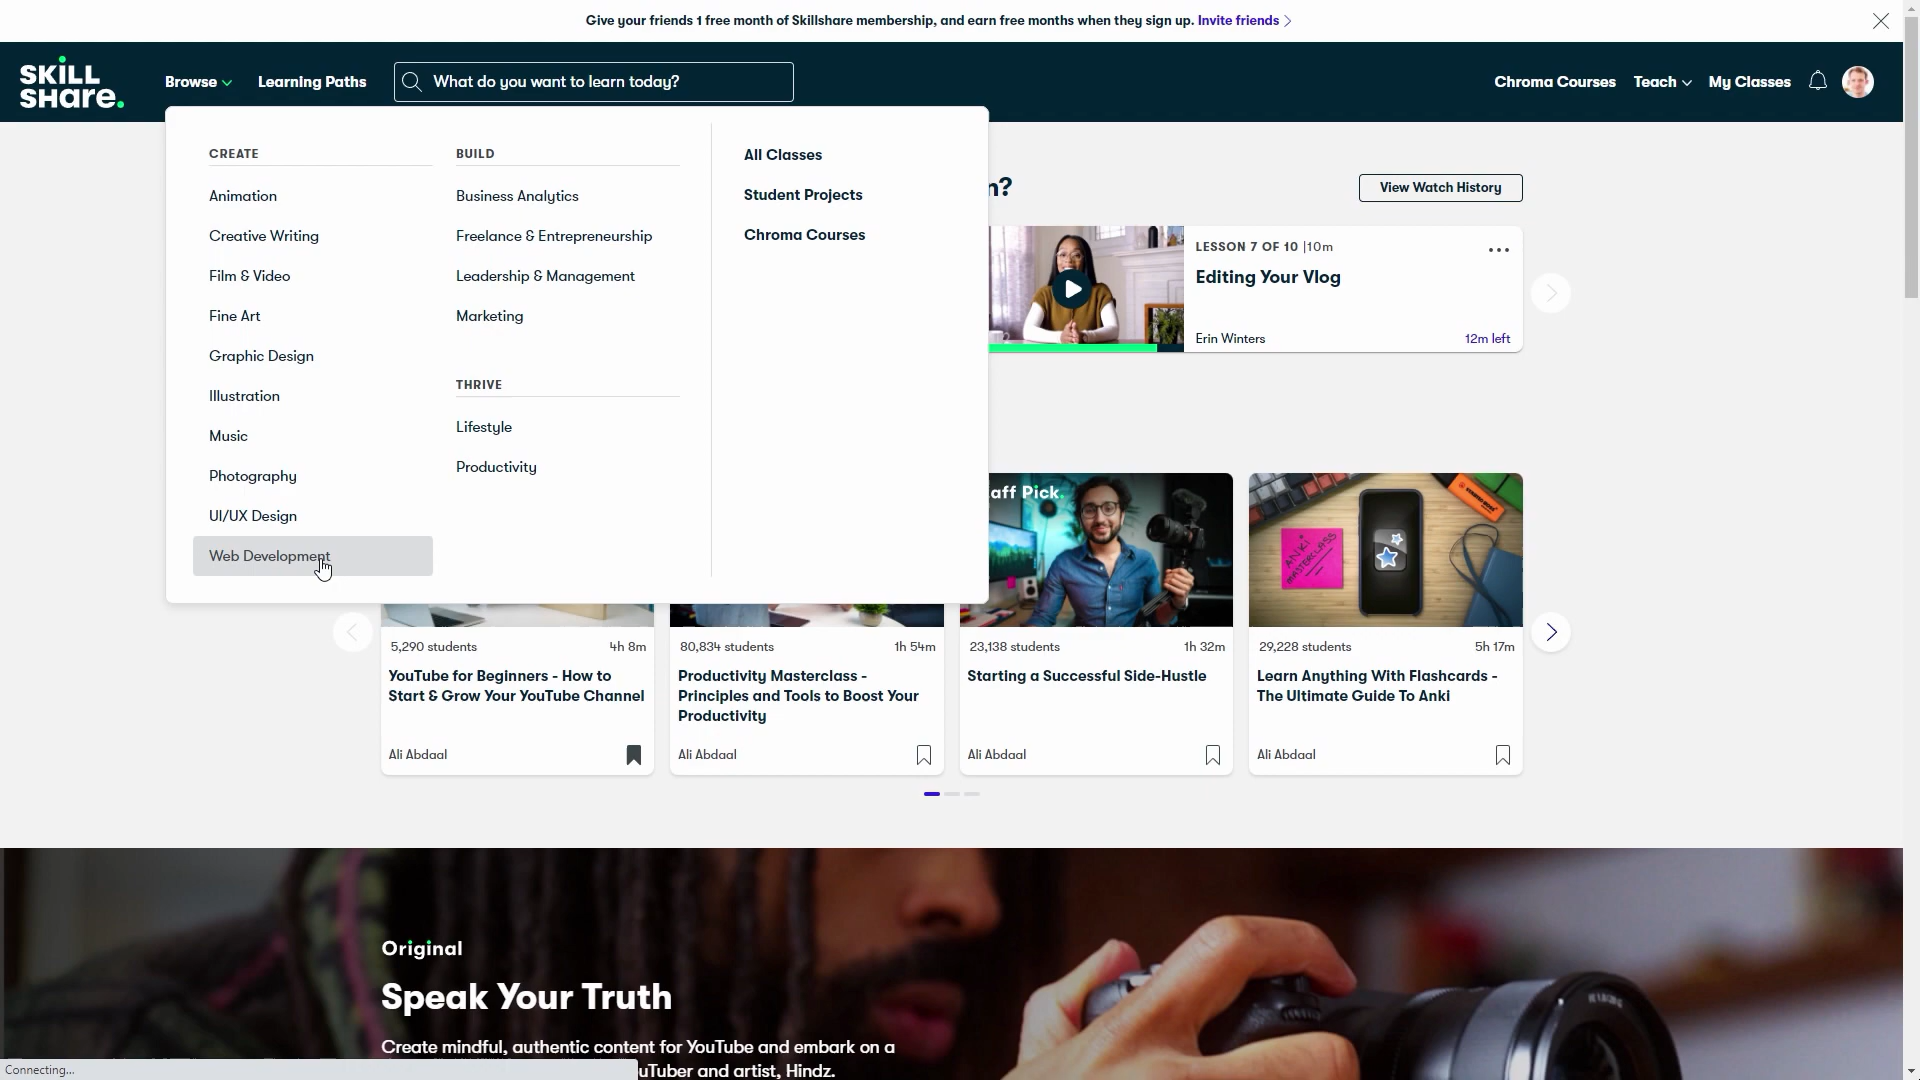 Give your friends 1 free month of Skillshare membership, and earn free months when they sign up. Invite friends
SKILL
SHARE.
Browse
Learning Paths
What do you want to learn today?
Chroma Courses
Teach
My Classes
CREATE
Animation
Creative Writing
Film & Video
Fine Art
Graphic Design
Illustration
Music
Photography
UI/UX Design
Web Development
BUILD
Business Analytics
Freelance & Entrepreneurship
Leadership & Management
Marketing
THRIVE
Lifestyle
Productivity
All Classes
Student Projects
Chroma Courses
n?
View Watch History
LESSON 7 OF 10 |10m
Editing Your Vlog
Erin Winters
12m left
aff Pick.
ANKI
MASTERCLASS
5,290 students 4h 8m
YouTube for Beginners - How to
Start & Grow Your YouTube Channel
Ali Abdaal
80,834 students 1h 54m
Productivity Masterclass -
Principles and Tools to Boost Your
Productivity
Ali Abdaal
23,138 students 1h 32m
Starting a Successful Side-Hustle
Ali Abdaal
29,228 students 5h 17m
Learn Anything With Flashcards -
The Ultimate Guide To Anki
Ali Abdaal
Original
Speak Your Truth
Create mindful, authentic content for YouTube and embark on a
uTuber and artist, Hindz.
Connecting...